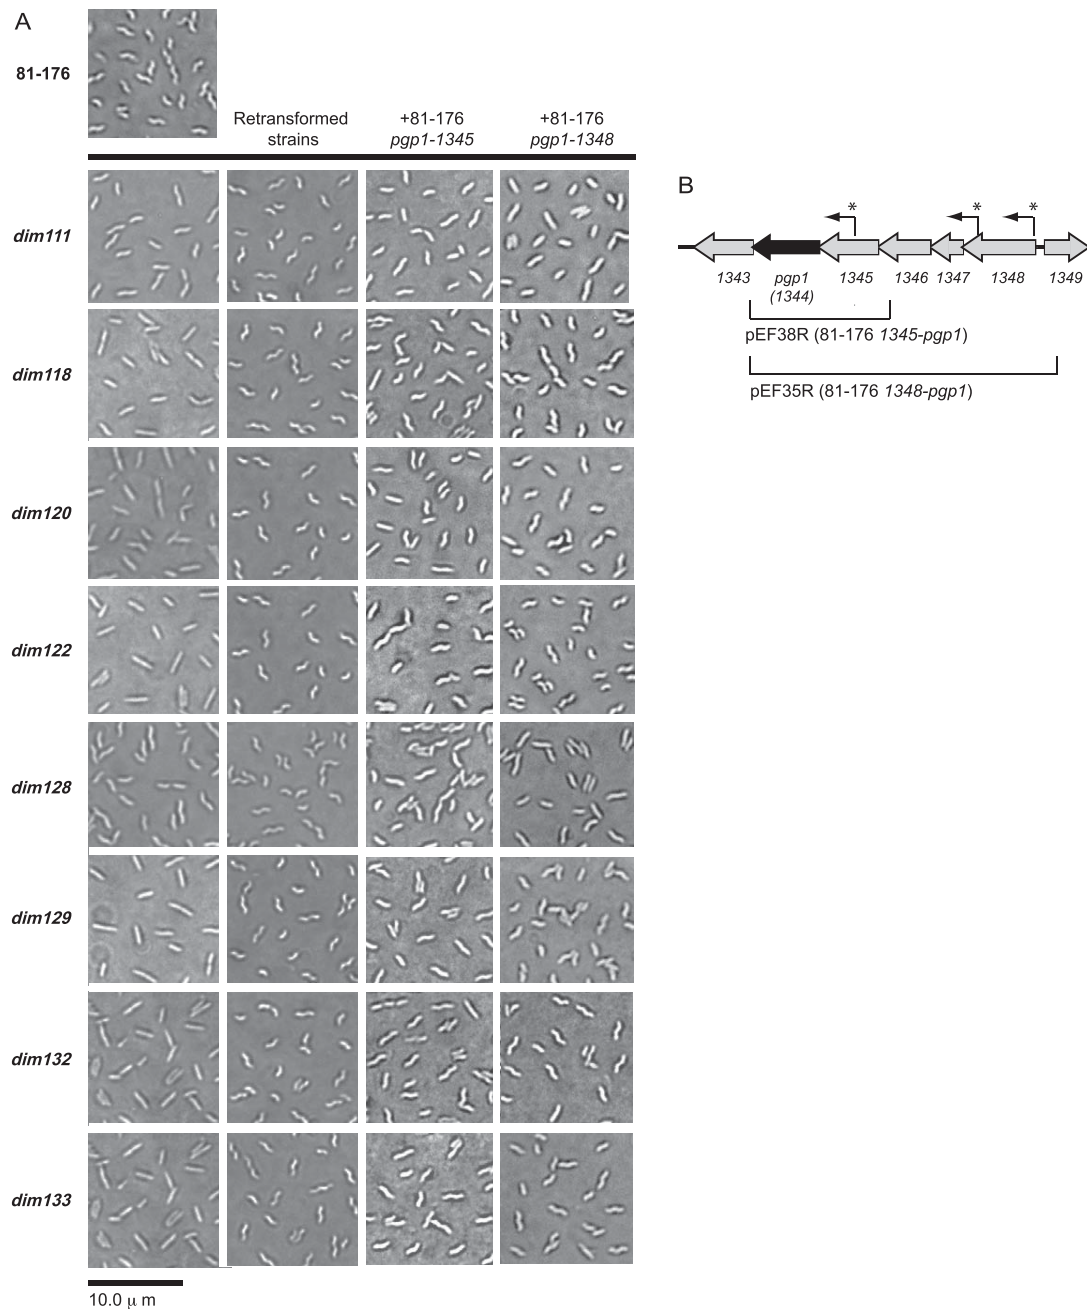 A
81-176
Retransformed
strains
+81-176
pgp1-1345
+81-176
pgp1-1348
dim111
dim118
dim120
dim122
dim128
dim129
dim132
dim133
10.0 μ m
B
* * *
1343 pgp1 1345 1346 1347 1348 1349
(1344)
pEF38R (81-176 1345-pgp1)
pEF35R (81-176 1348-pgp1)